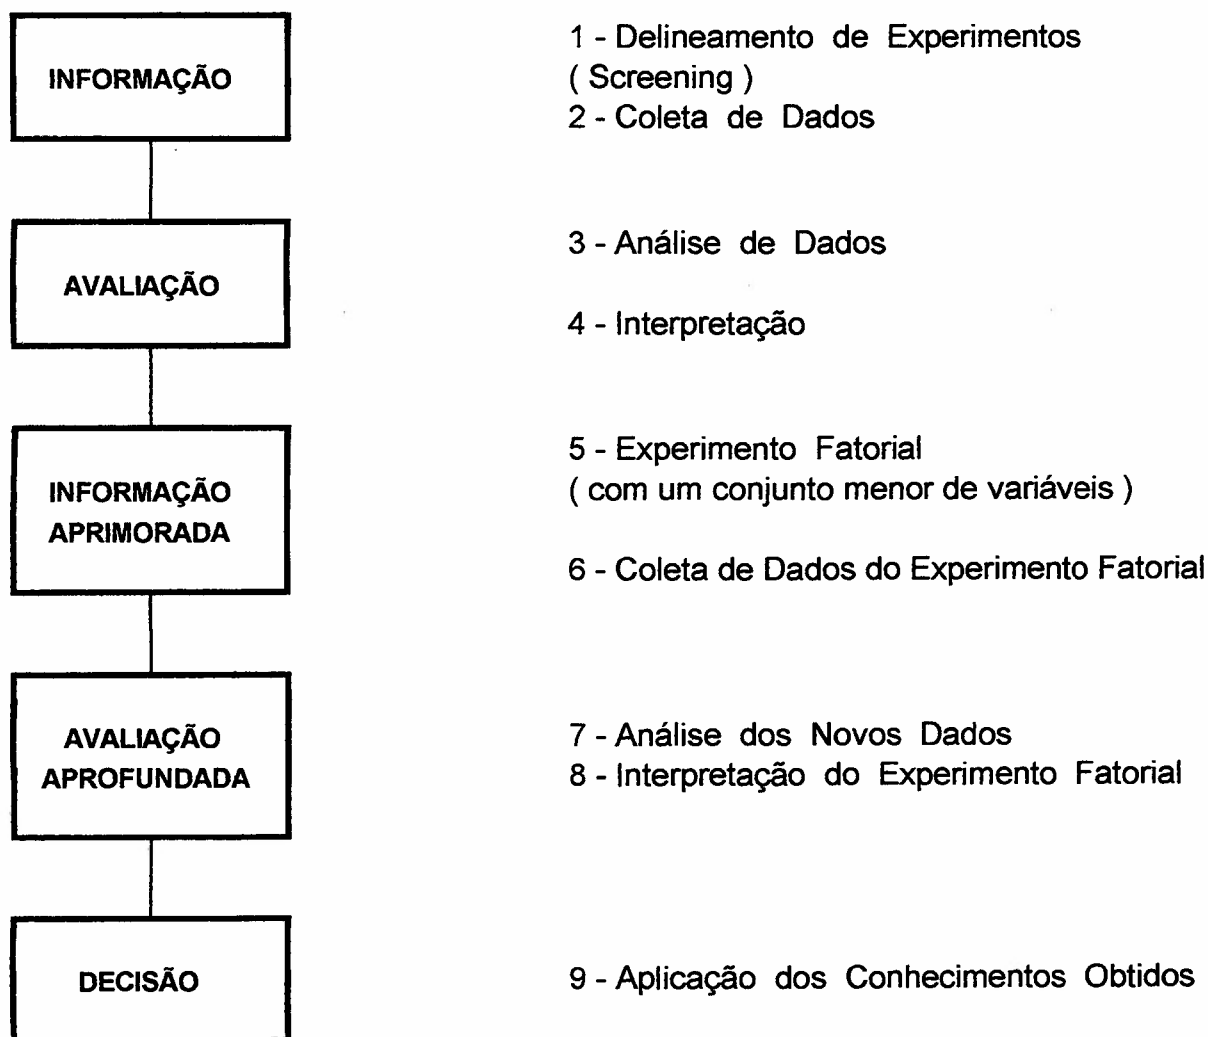 INFORMAÇÃO
1 - Delineamento de Experimentos
( Screening )
2 - Coleta de Dados
AVALIAÇÃO
3 - Análise de Dados
4 - Interpretação
INFORMAÇÃO
APRIMORADA
5 - Experimento Fatorial
( com um conjunto menor de variáveis )
6 - Coleta de Dados do Experimento Fatorial
AVALIAÇÃO
APROFUNDADA
7 - Análise dos Novos Dados
8 - Interpretação do Experimento Fatorial
DECISÃO
9 - Aplicação dos Conhecimentos Obtidos